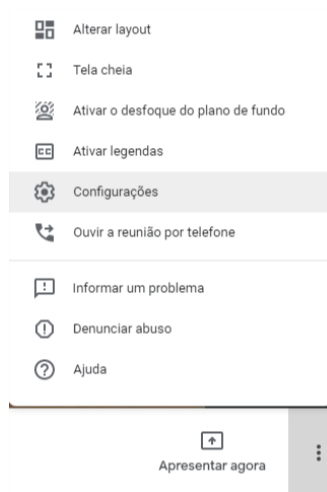 Alterar layout
Tela cheia
Ativar o desfoque do plano de fundo
CC
Ativar legendas
Configurações
Ouvir a reunião por telefone
Informar um problema
Denunciar abuso
Ajuda
Apresentar agora